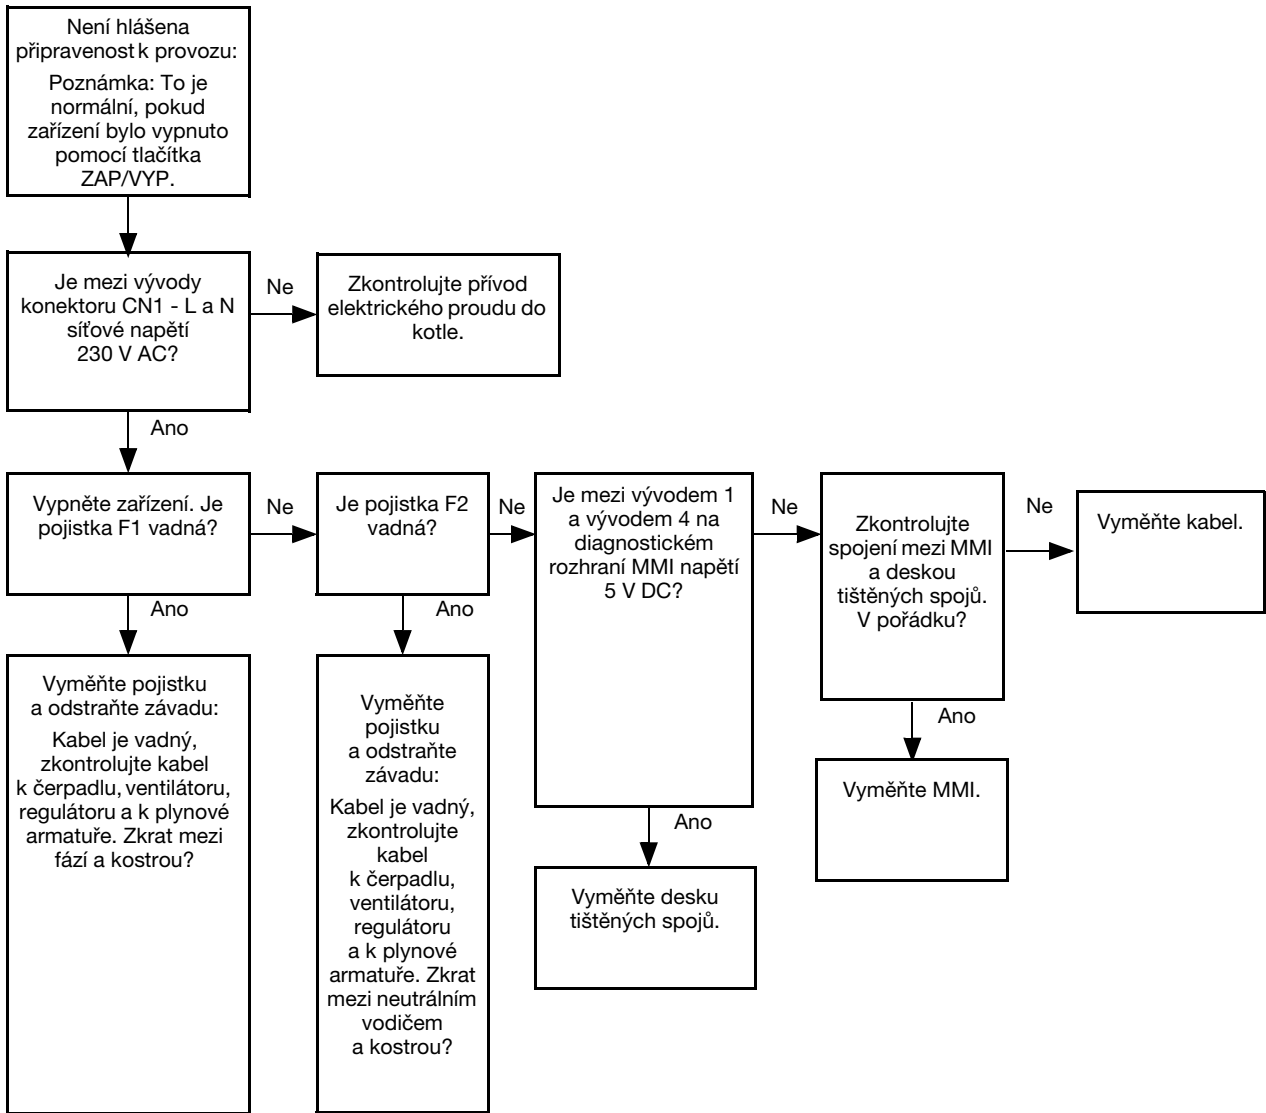 Není hlášena
připravenost k provozu:
Poznámka: To je
normální, pokud
zařízení bylo vypnuto
pomocí tlačítka
ZAP/VYP.
Je mezi vývody
konektoru CN1 - L a N
síťové napětí
230 V AC?
Ne
Zkontrolujte přívod
elektrického proudu do
kotle.
Ano
Vypněte zařízení. Je
pojistka F1 vadná?
Ne
Je pojistka F2
vadná?
Ne
Je mezi vývodem 1
a vývodem 4 na
diagnostickém
rozhraní MMI napětí
5 V DC?
Ne
Zkontrolujte
spojení mezi MMI
a deskou
tištěných spojů.
V pořádku?
Ne
Vyměňte kabel.
Ano
Vyměňte pojistku
a odstraňte závadu:
Kabel je vadný,
zkontrolujte kabel
k čerpadlu, ventilátoru,
regulátoru a k plynové
armatuře. Zkrat mezi
fází a kostrou?
Ano
Vyměňte
pojistku
a odstraňte
závadu:
Kabel je vadný,
zkontrolujte
kabel
k čerpadlu,
ventilátoru,
regulátoru
a k plynové
armatuře. Zkrat
mezi neutrálním
vodičem
a kostrou?
Ano
Vyměňte desku
tištěných spojů.
Ano
Vyměňte MMI.